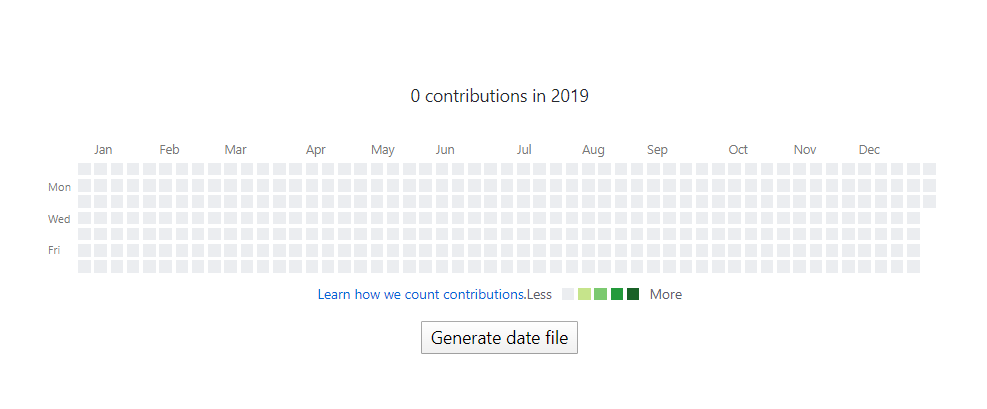 0 contributions in 2019
Jan Feb Mar Apr May Jun Jul Aug Sep Oct Nov Dec
Mon
Wed
Fri
Learn how we count contributions.Less More
Generate date file